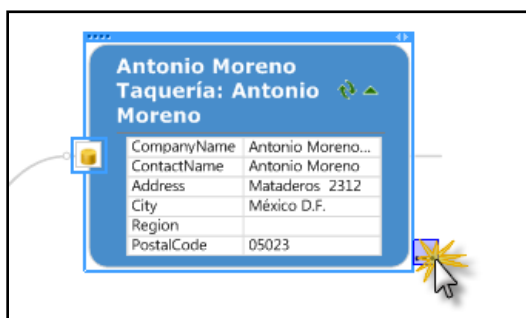 Antonio Moreno
Taquería: Antonio
Moreno
CompanyName Antonio Moreno...
ContactName Antonio Moreno
Address Mataderos 2312
City México D.F.
Region
PostalCode 05023